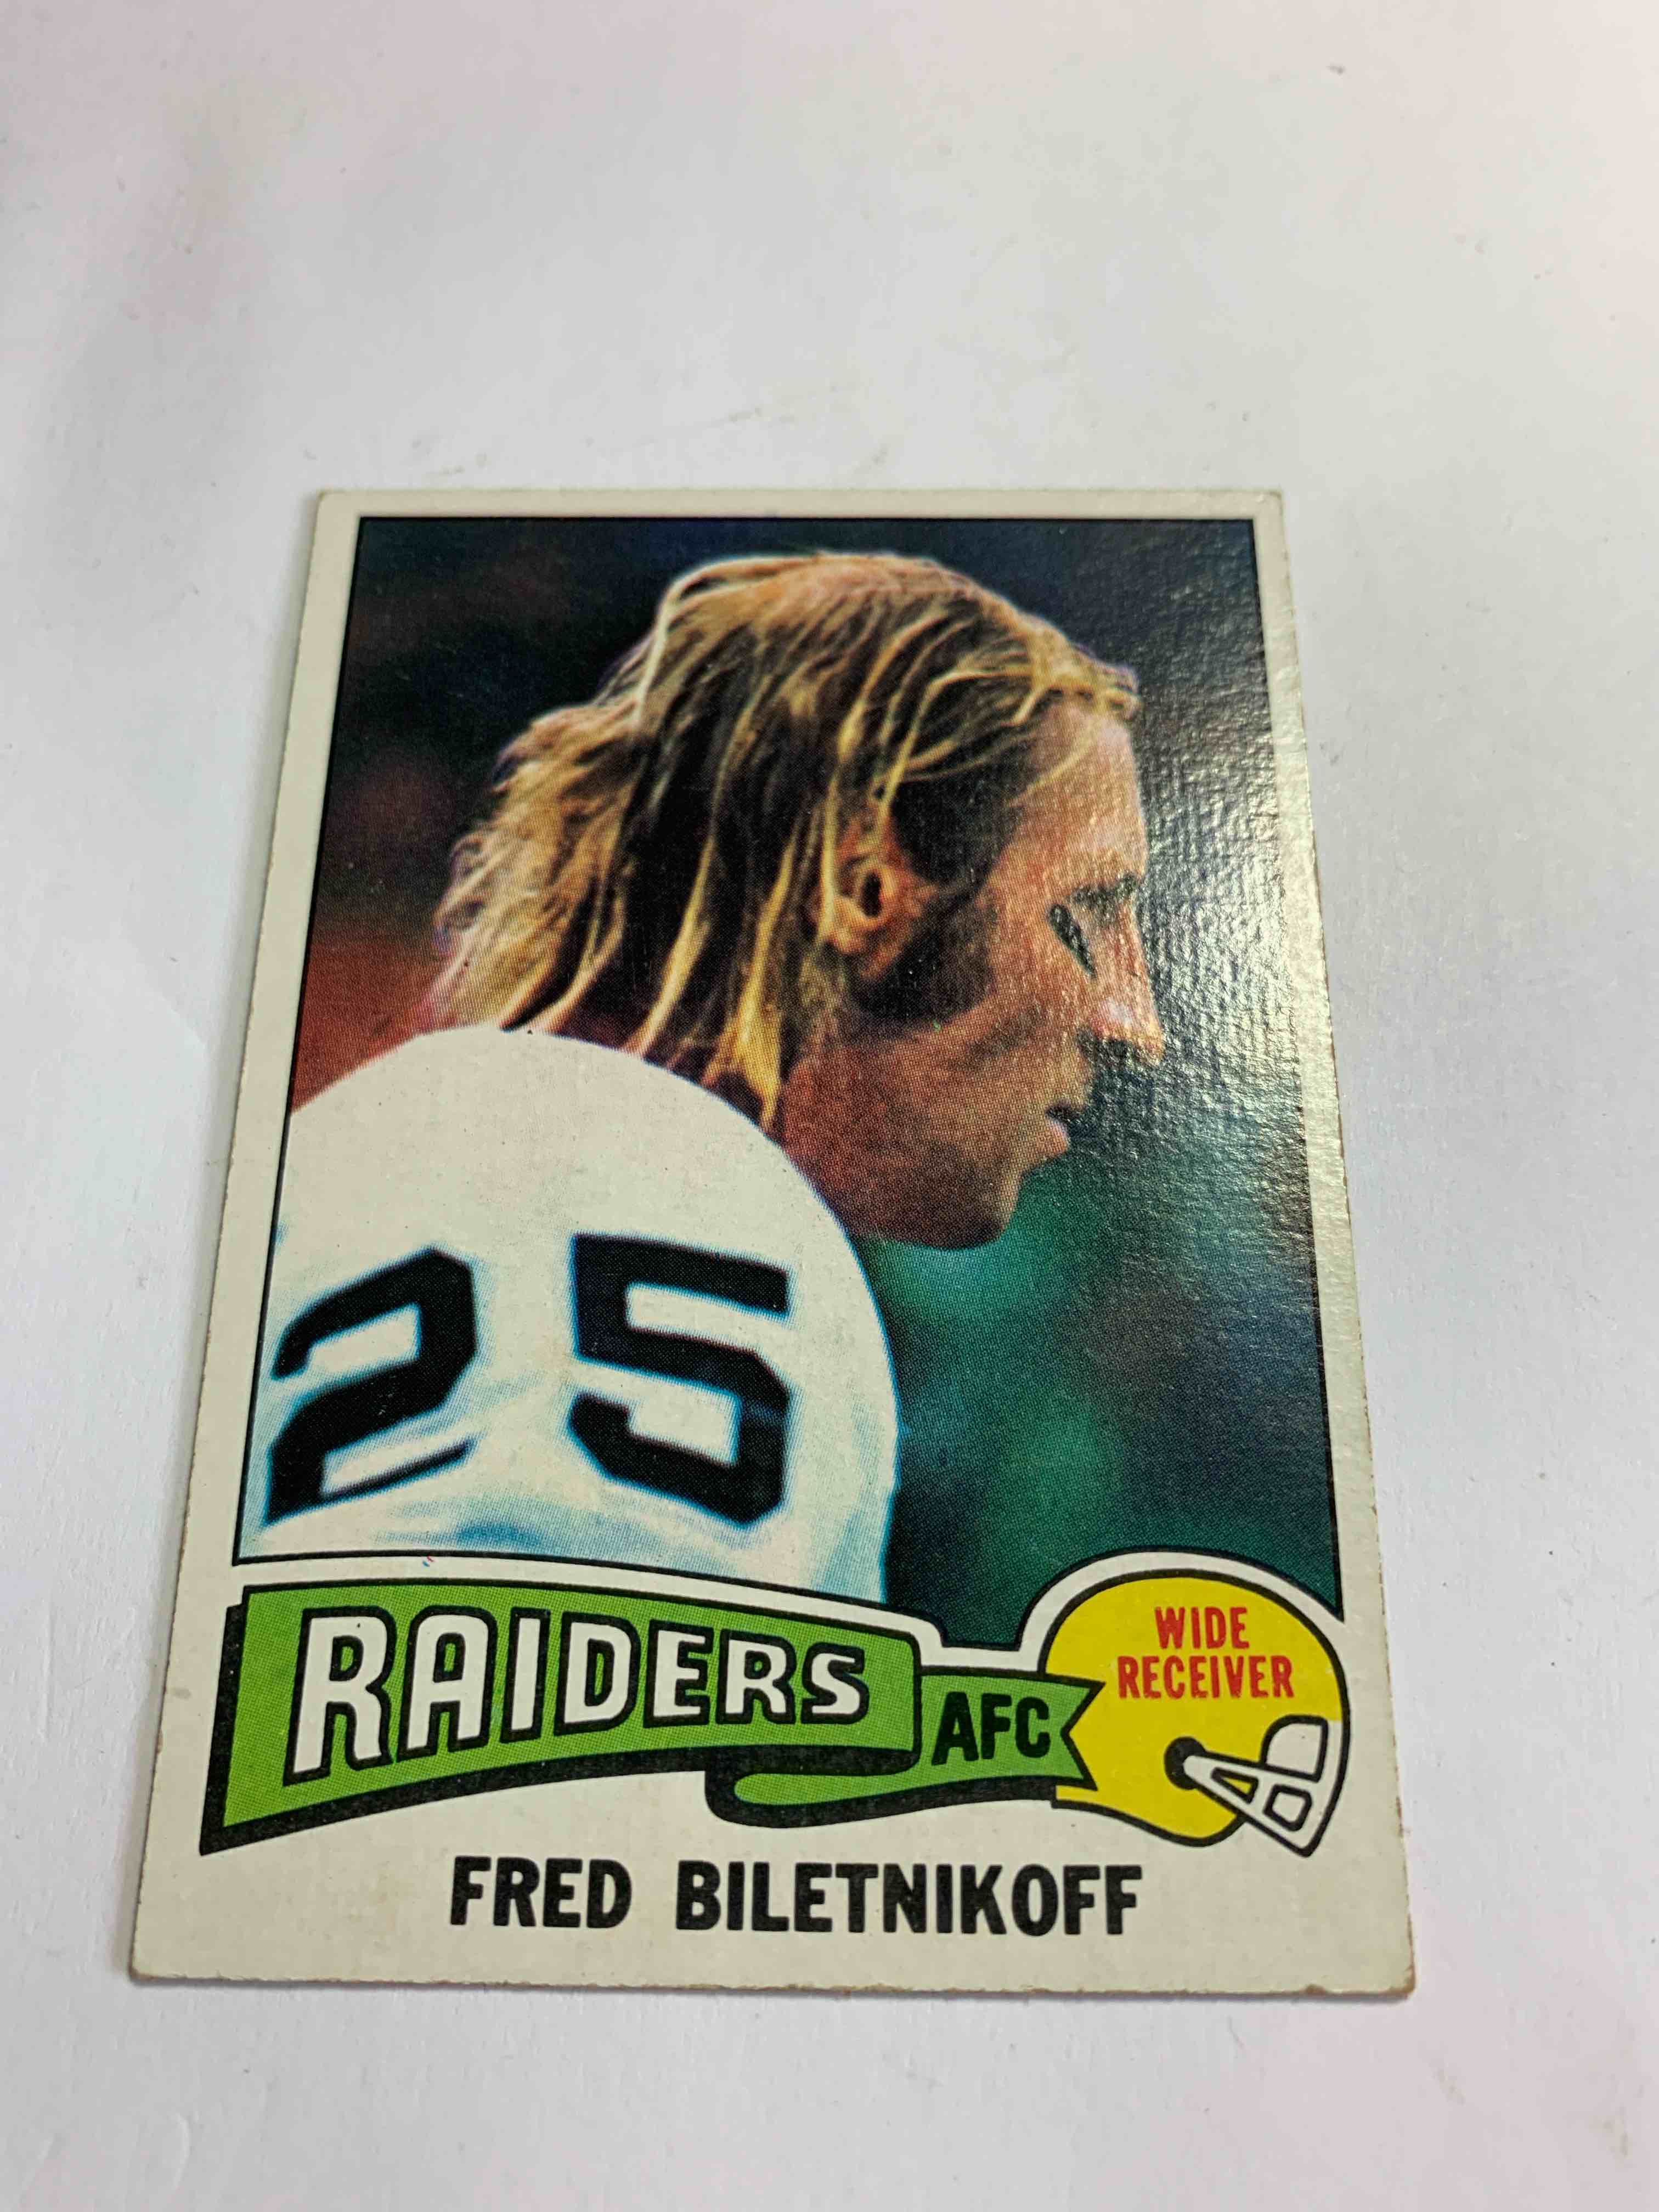 25
RAIDERS
AFC
WIDE
RECEIVER
FRED BILETNIKOFF